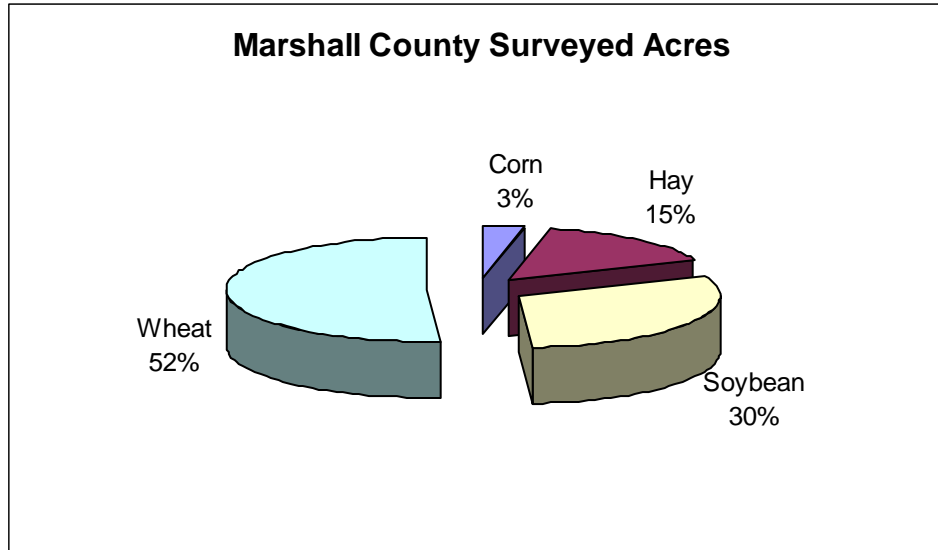 Marshall County Surveyed Acres
Corn
3%
Hay
15%
Wheat
52%
Soybean
30%